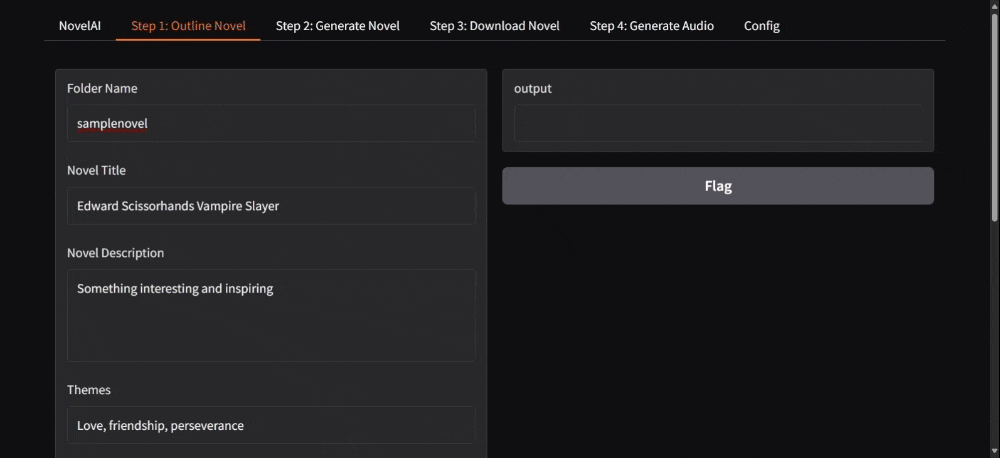 NovelAI Step 1: Outline Novel Step 2: Generate Novel Step 3: Download Novel Step 4: Generate Audio Config
Folder Name
samplenovel
Novel Title
Edward Scissorhands Vampire Slayer
Novel Description
Something interesting and inspiring
Themes
Love, friendship, perseverance
output
Flag